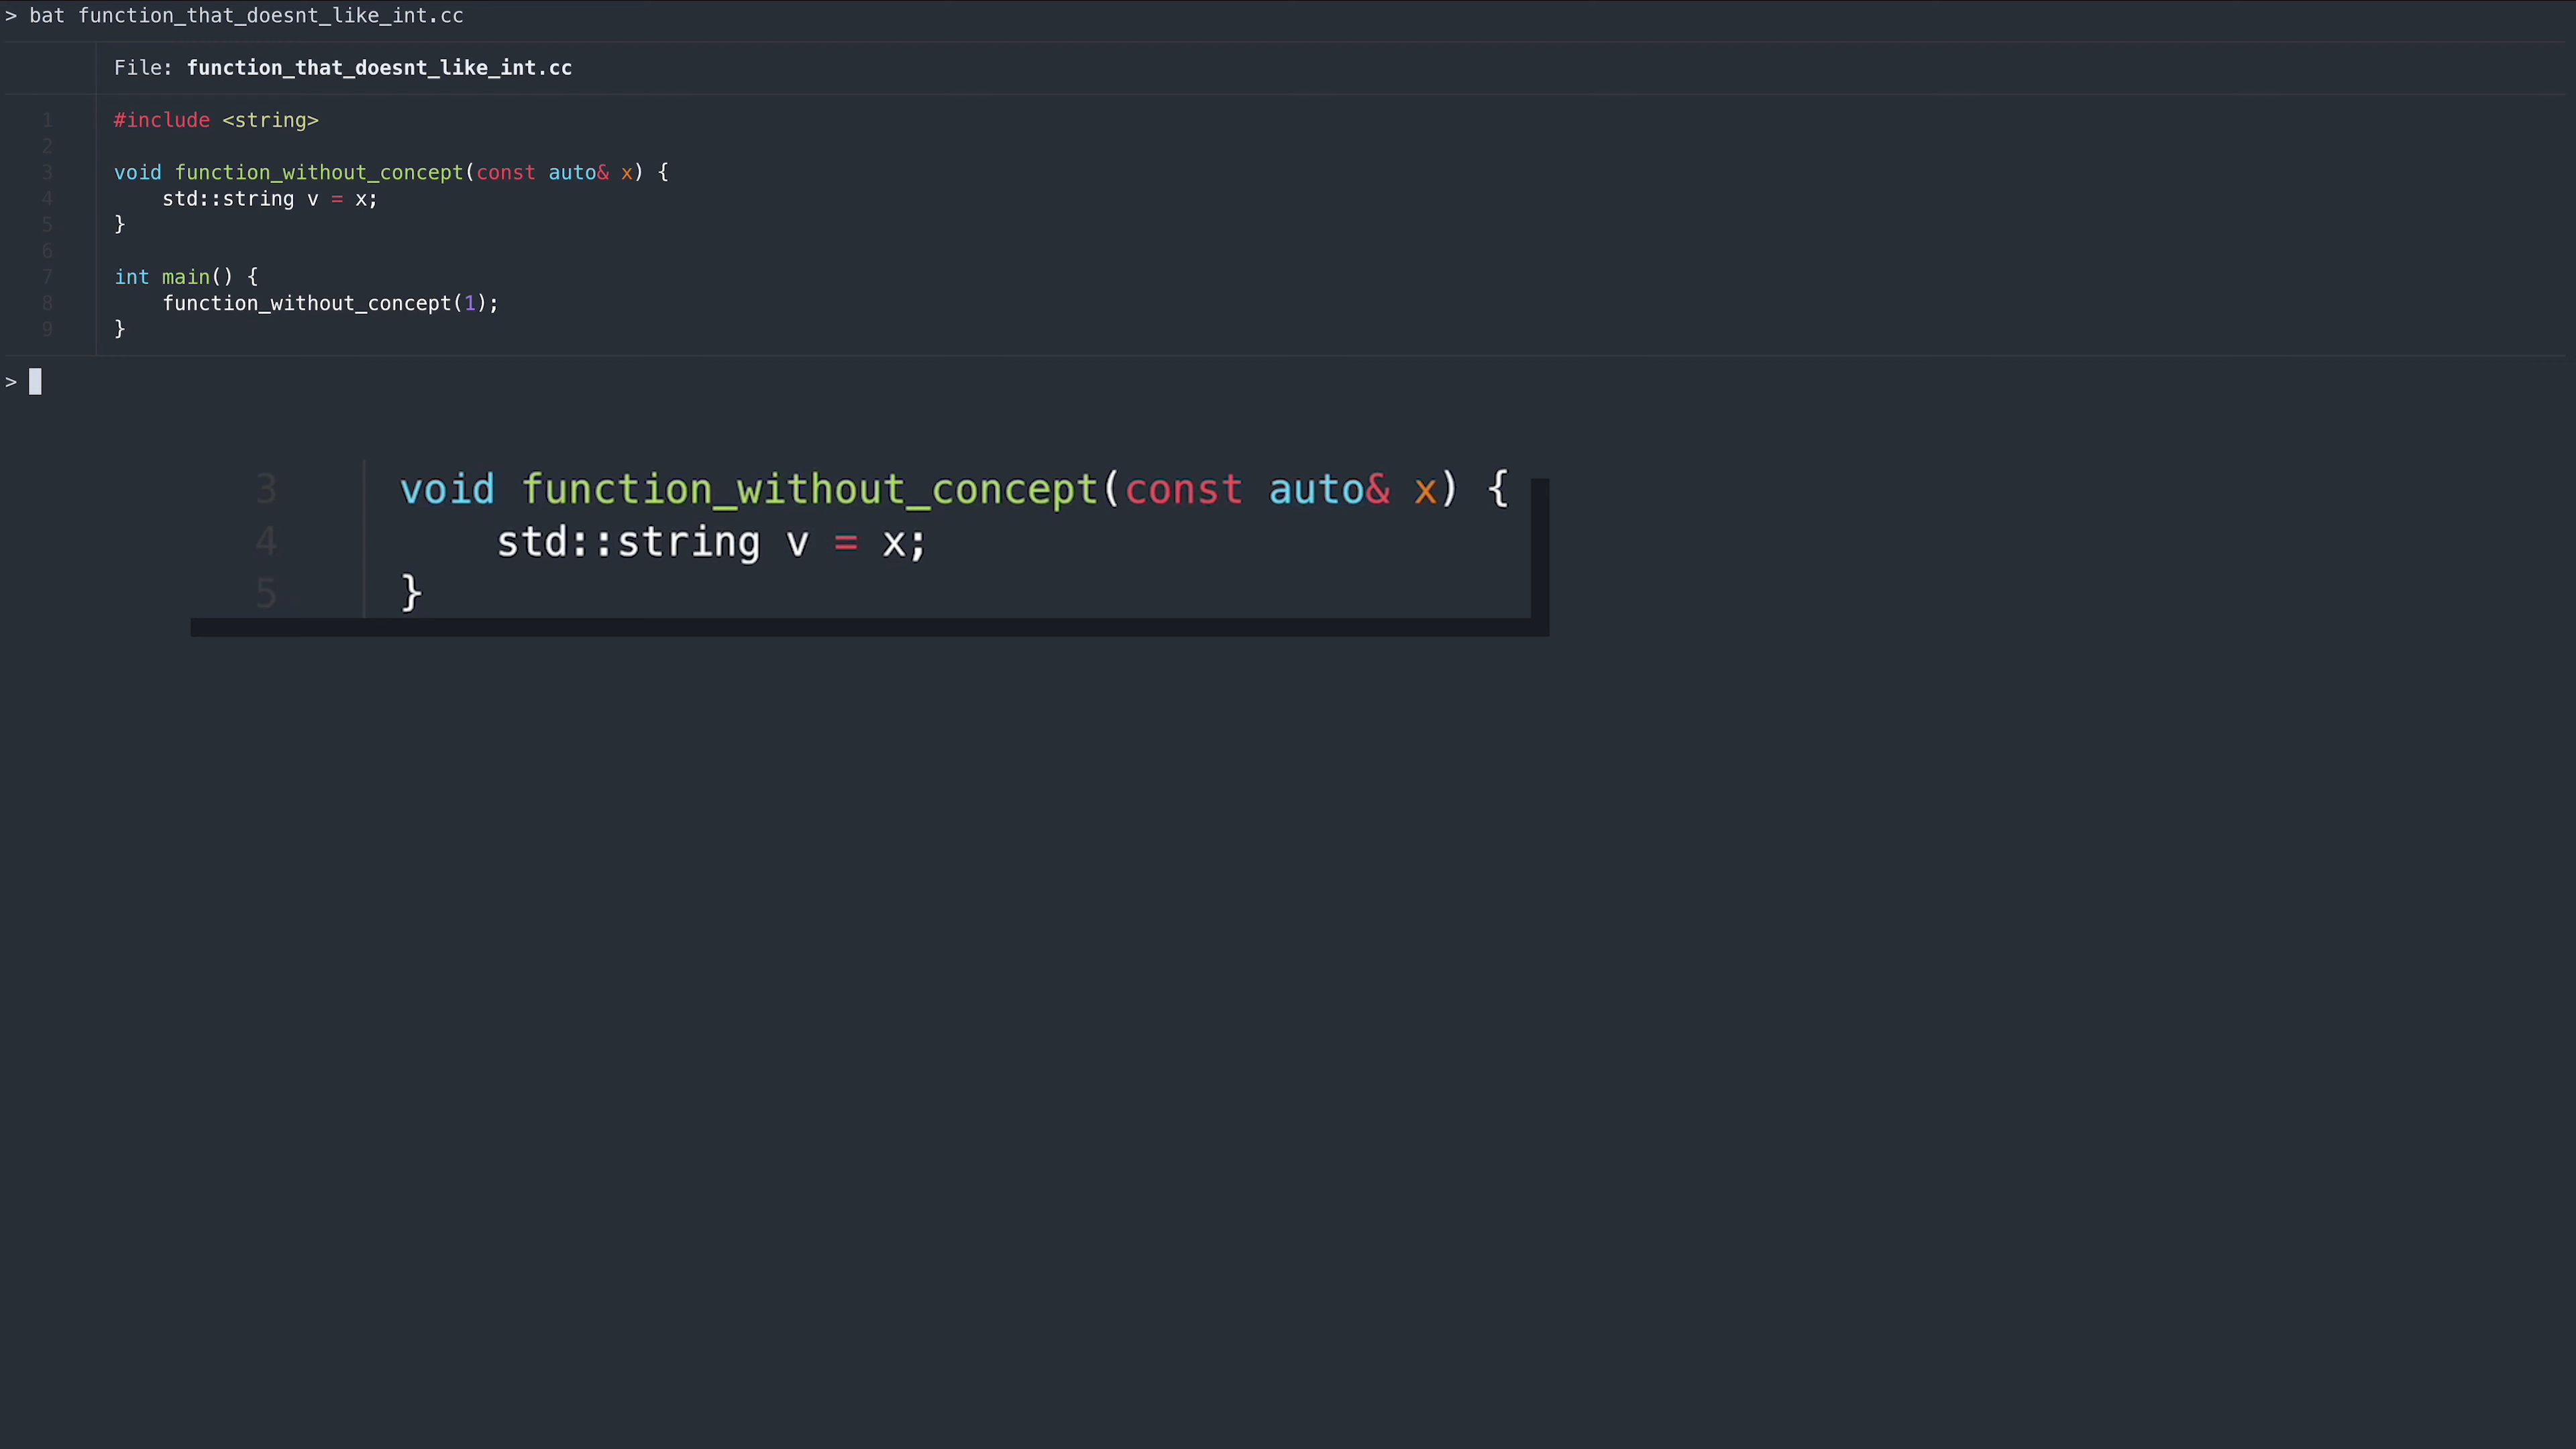 > bat function_that_doesnt_like_int.cc
File: function_that_doesnt_like_int.cc
1 #include <string>
2
3 void function_without_concept(const auto& x) {
4     std::string v = x;
5 }
6
7 int main() {
8     function_without_concept(1);
9 }
>
3 void function_without_concept(const auto& x) {
4     std::string v = x;
5 }